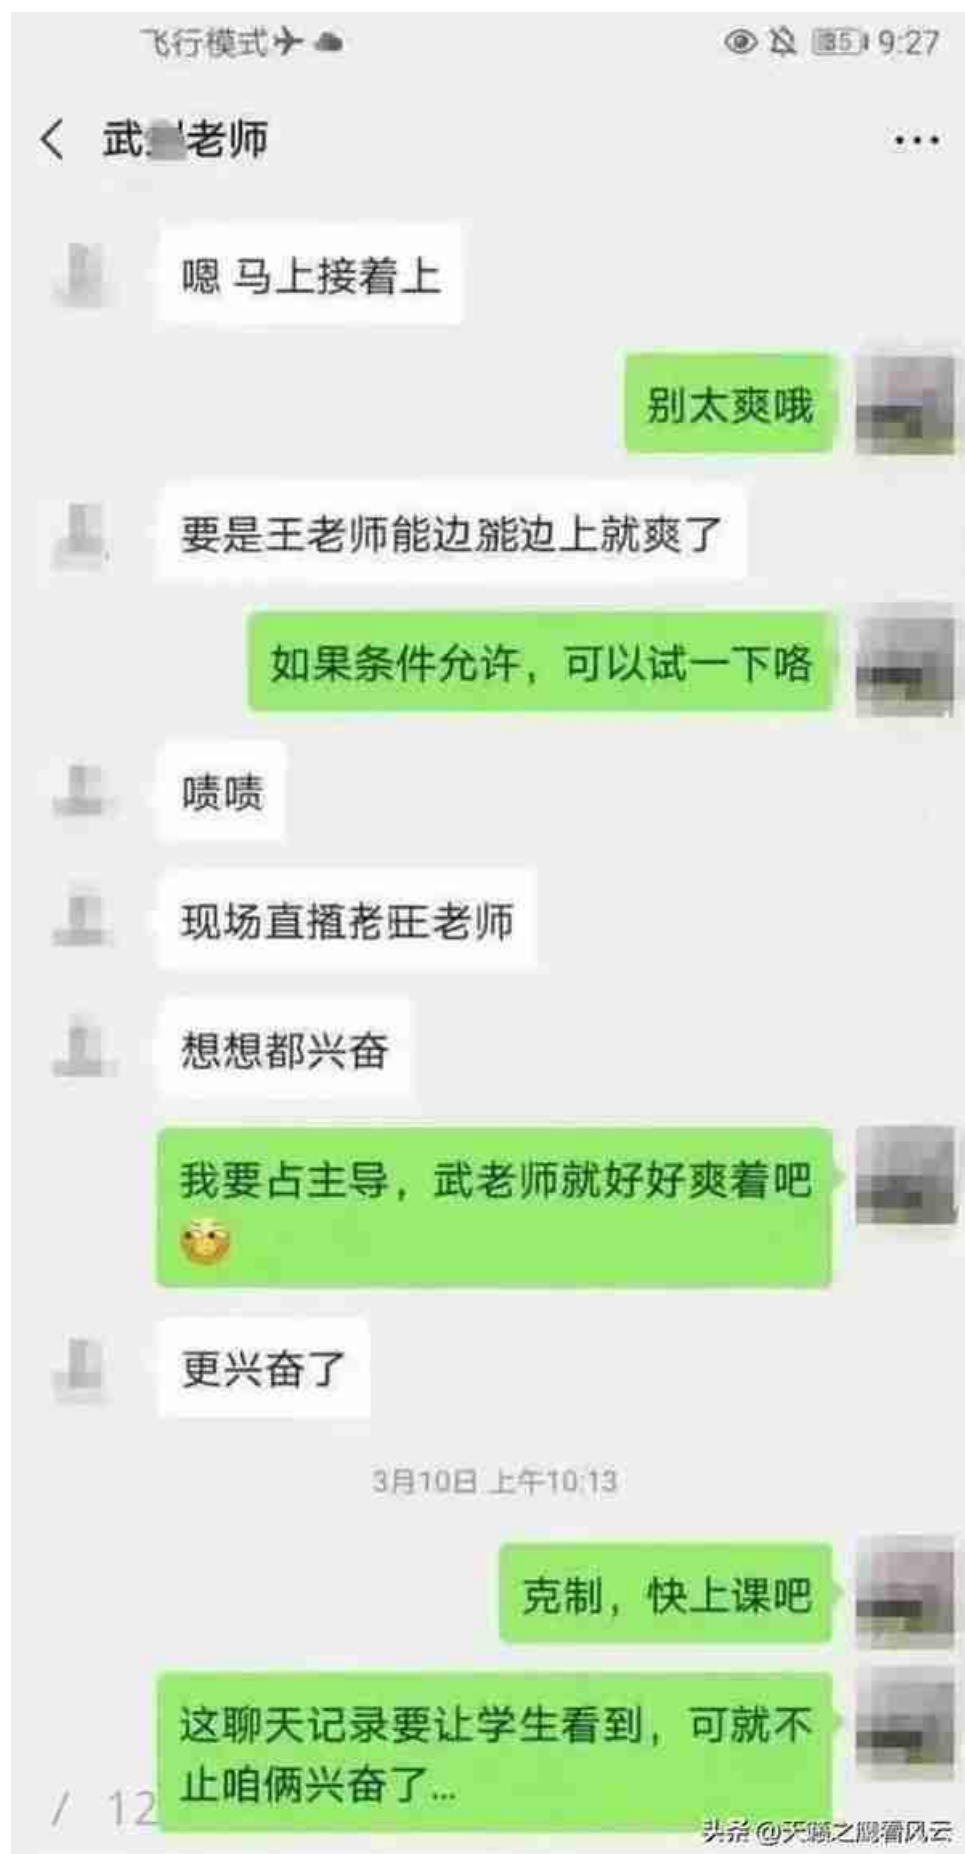 飞行模式
85 9:27
武 老师
嗯 马上接着上
别太爽哦
要是王老师能边 能边上就爽了
如果条件允许，可以试一下咯
啧啧
现场直 老 老师
想想都兴奋
我要占主导，武老师就好好爽着吧
更兴奋了
3月10日 上午10:13
克制，快上课吧
这聊天记录要让学生看到，可就不
止咱俩兴奋了...
/ 12
头条 @天 之鹰看风云